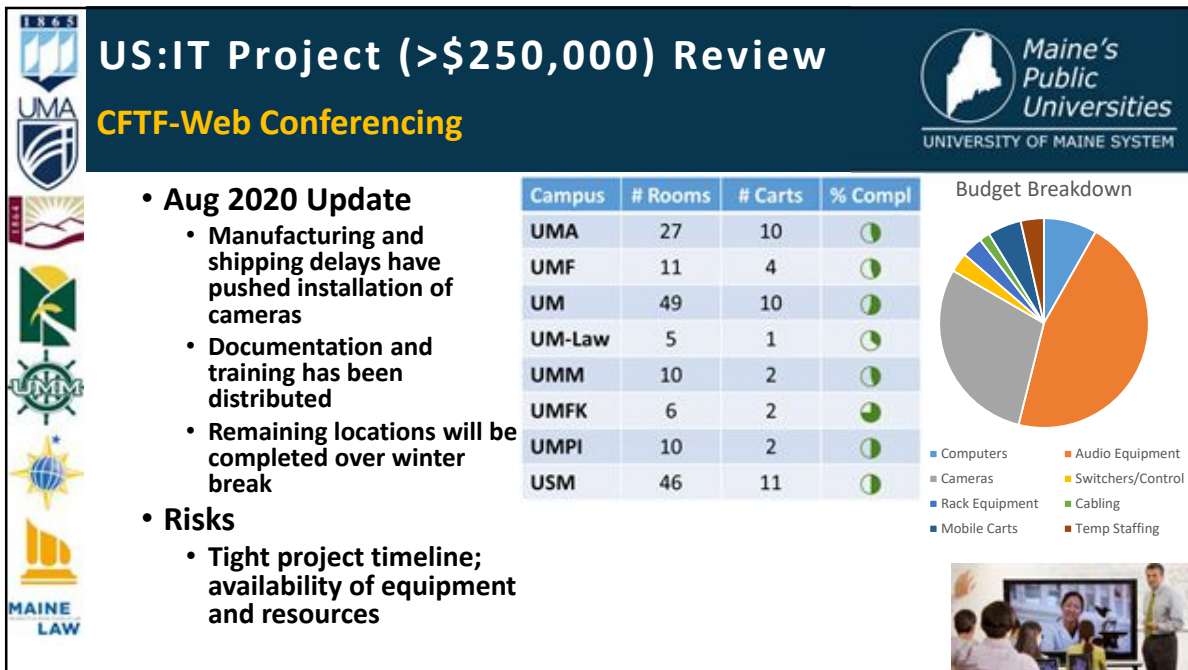 1865
US:IT Project (>$250,000) Review
CFTF-Web Conferencing
Maine's
Public
Universities
UNIVERSITY OF MAINE SYSTEM
UMA
1864
UMM
MAINE
LAW
• Aug 2020 Update
• Manufacturing and
shipping delays have
pushed installation of
cameras
• Documentation and
training has been
distributed
• Remaining locations will be
completed over winter
break
• Risks
• Tight project timeline;
availability of equipment
and resources
Campus # Rooms # Carts % Compl
UMA 27 10
UMF 11 4
UM 49 10
UM-Law 5 1
UMM 10 2
UMFK 6 2
UMPI 10 2
USM 46 11
Budget Breakdown
Computers Audio Equipment
Cameras Switchers/Control
Rack Equipment Cabling
Mobile Carts Temp Staffing